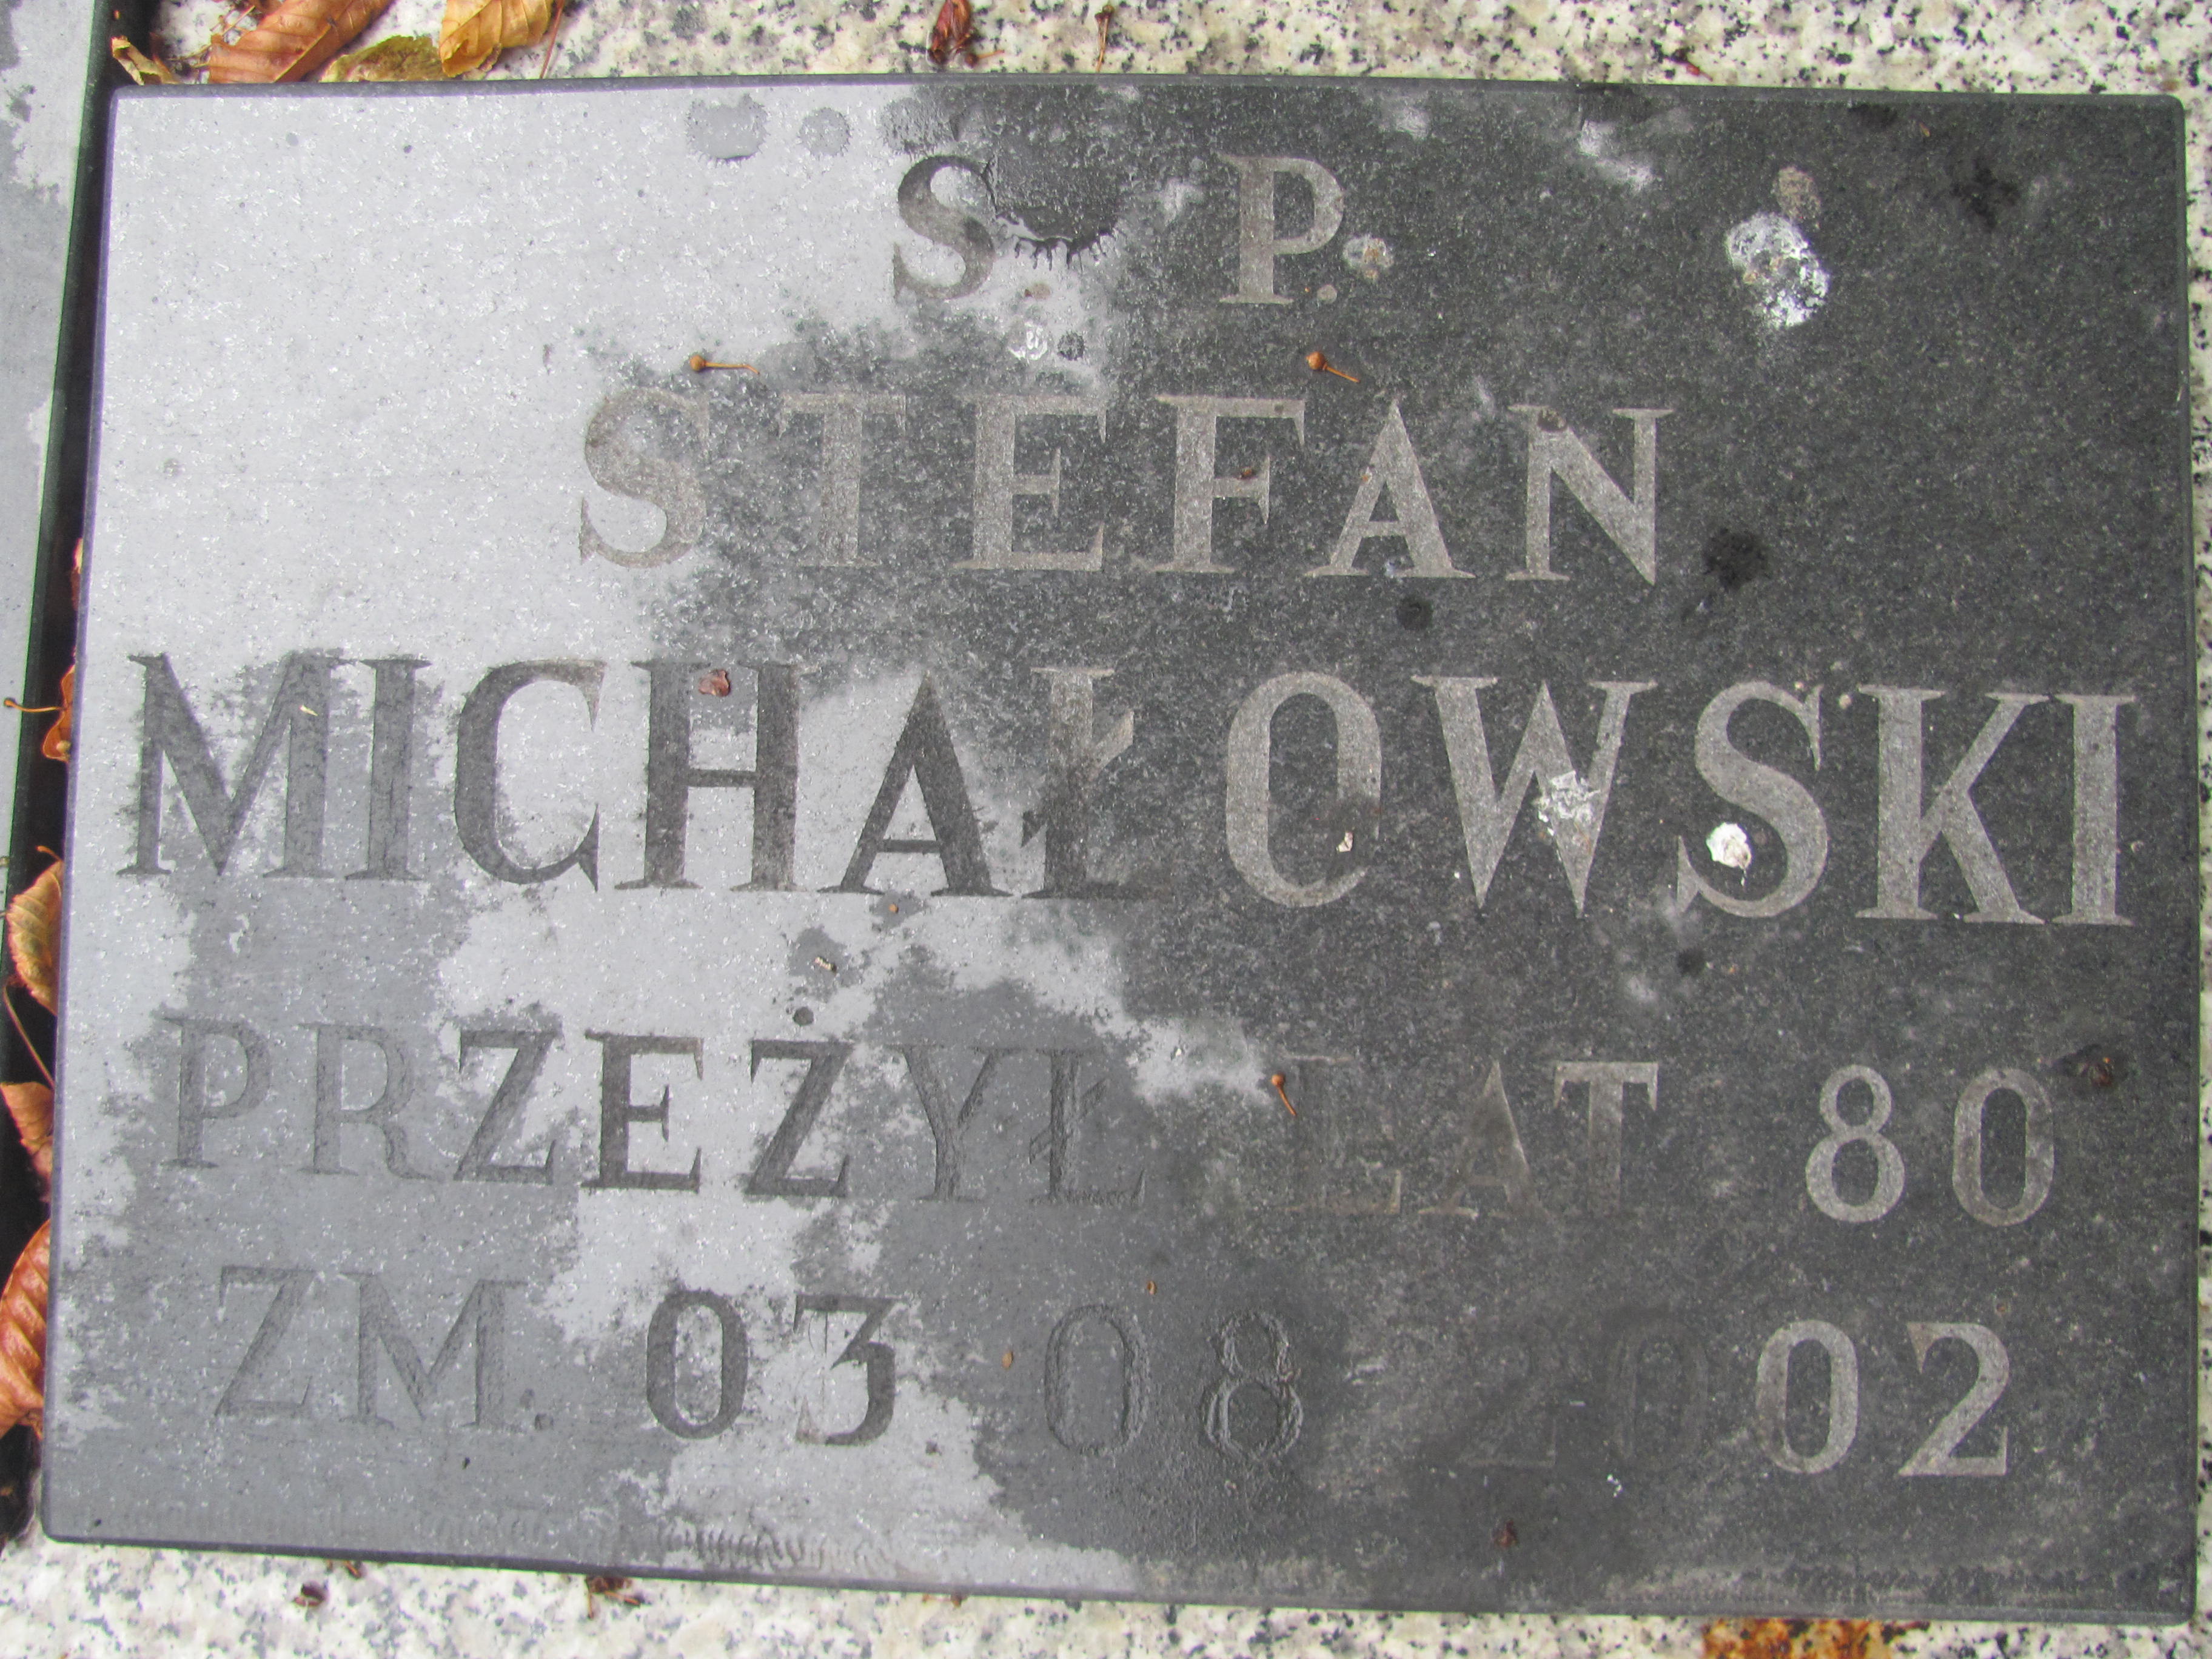 S. P.
STEFAN
MICHAŁOWSKI
PRZEŻYŁ LAT 80
ZM. 03 08 2002